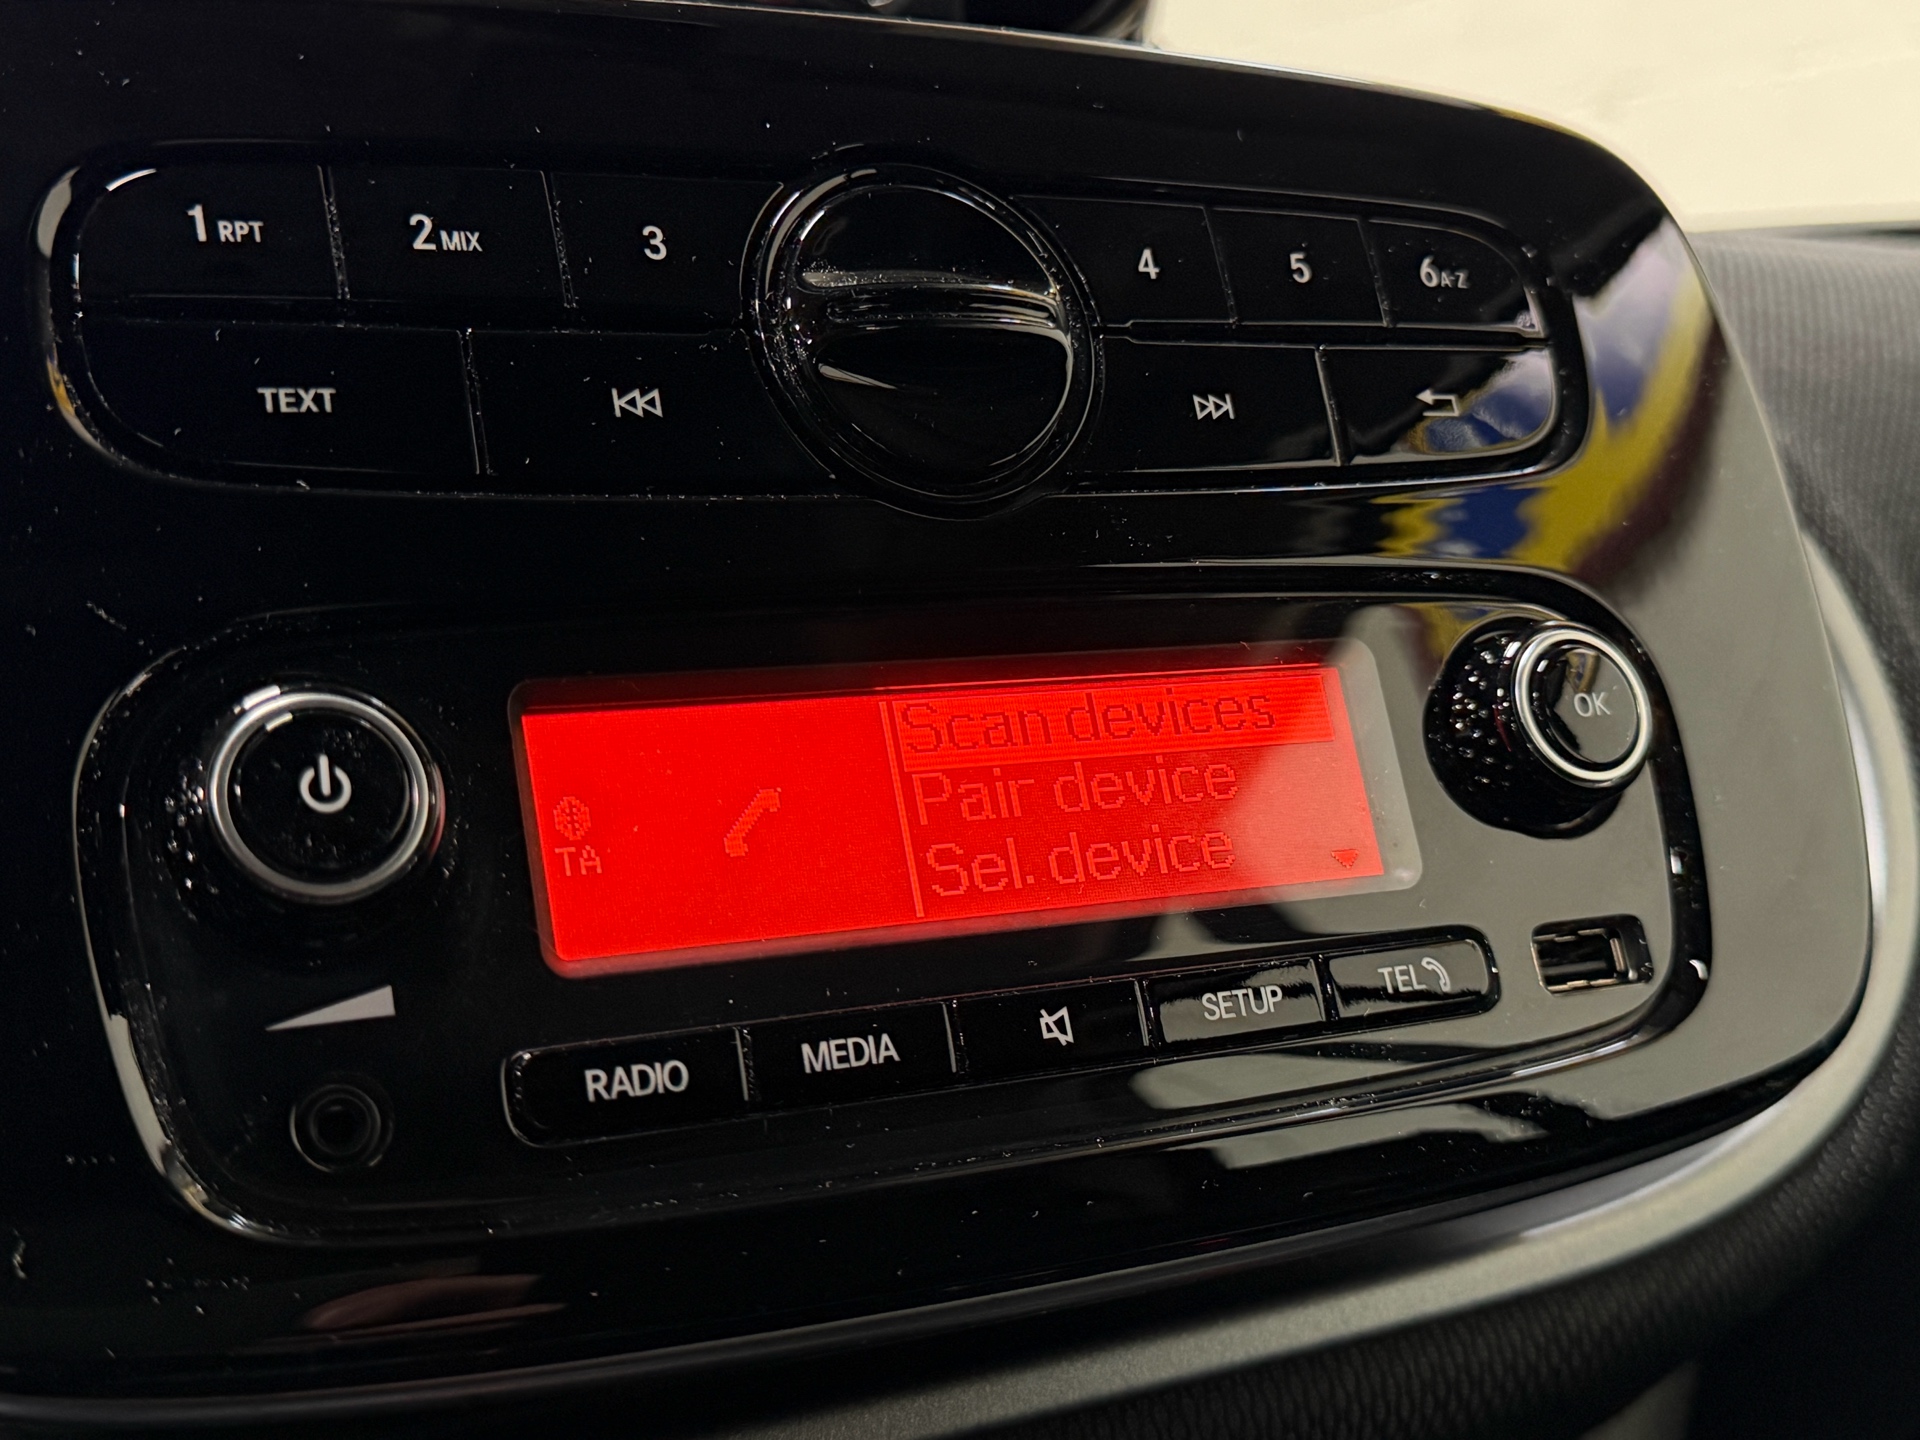 1 RPT
2 MIX
3
4
5
6 A-Z
TEXT
Scan devices
Pair device
Sel. device
TA
OK
RADIO
MEDIA
SETUP
TEL